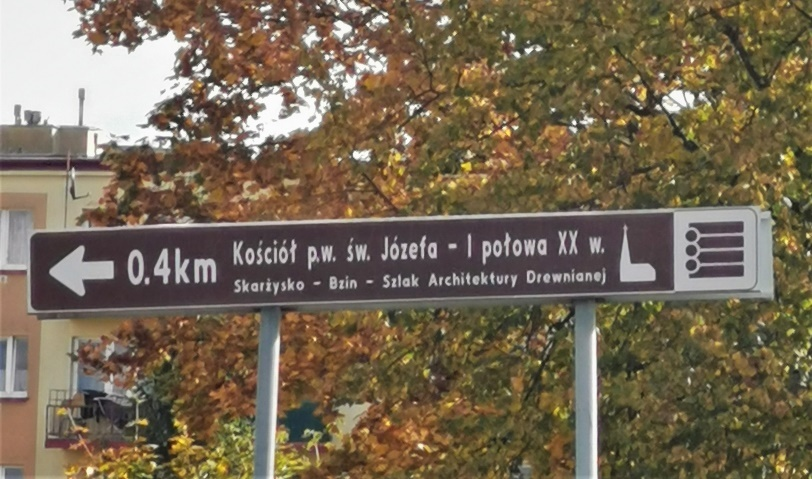 0.4km
Kościół p.w. św. Józefa - I połowa XX w.
Skarżysko - Bzin - Szlak Architektury Drewnianej